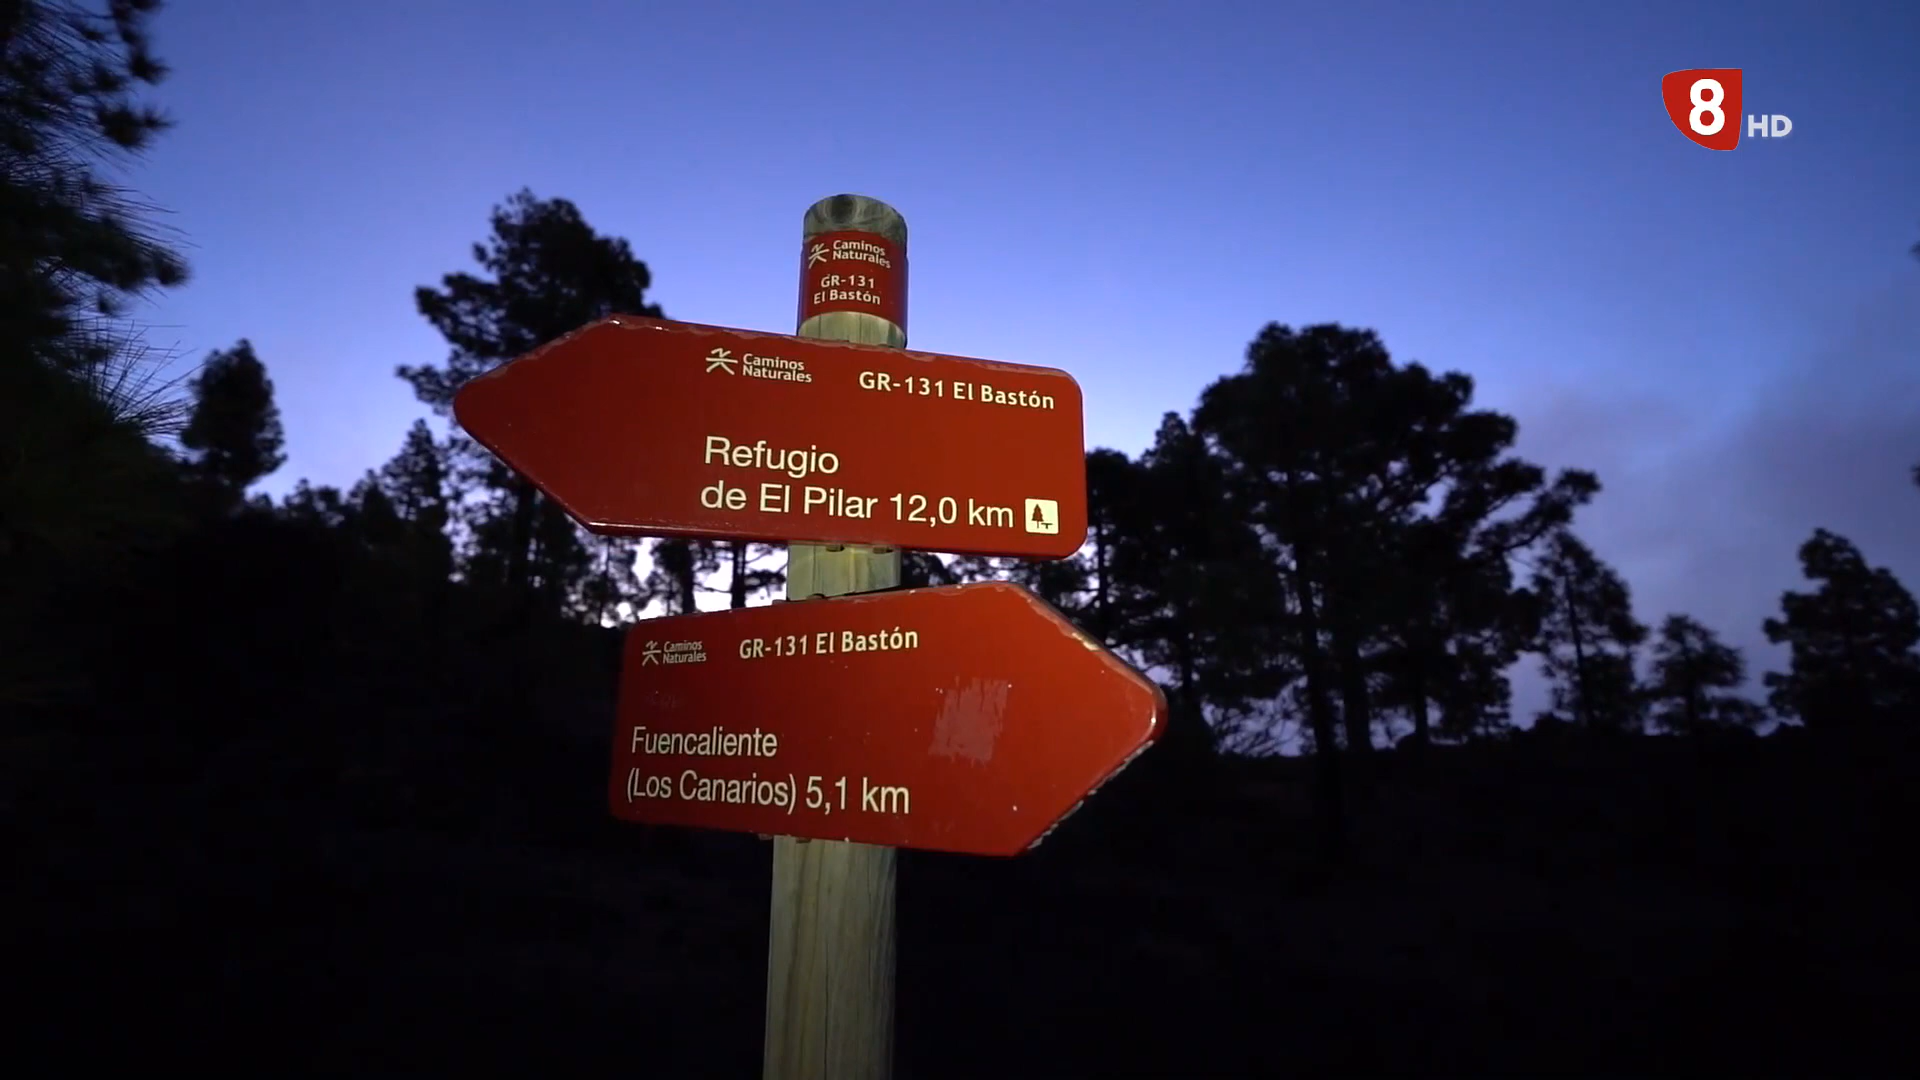 8 HD
Caminos
Naturales
GR-131
El Bastón
Caminos
Naturales
GR-131 El Bastón
Refugio
de El Pilar 12,0 km
Caminos
Naturales
GR-131 El Bastón
Fuencaliente
(Los Canarios) 5,1 km